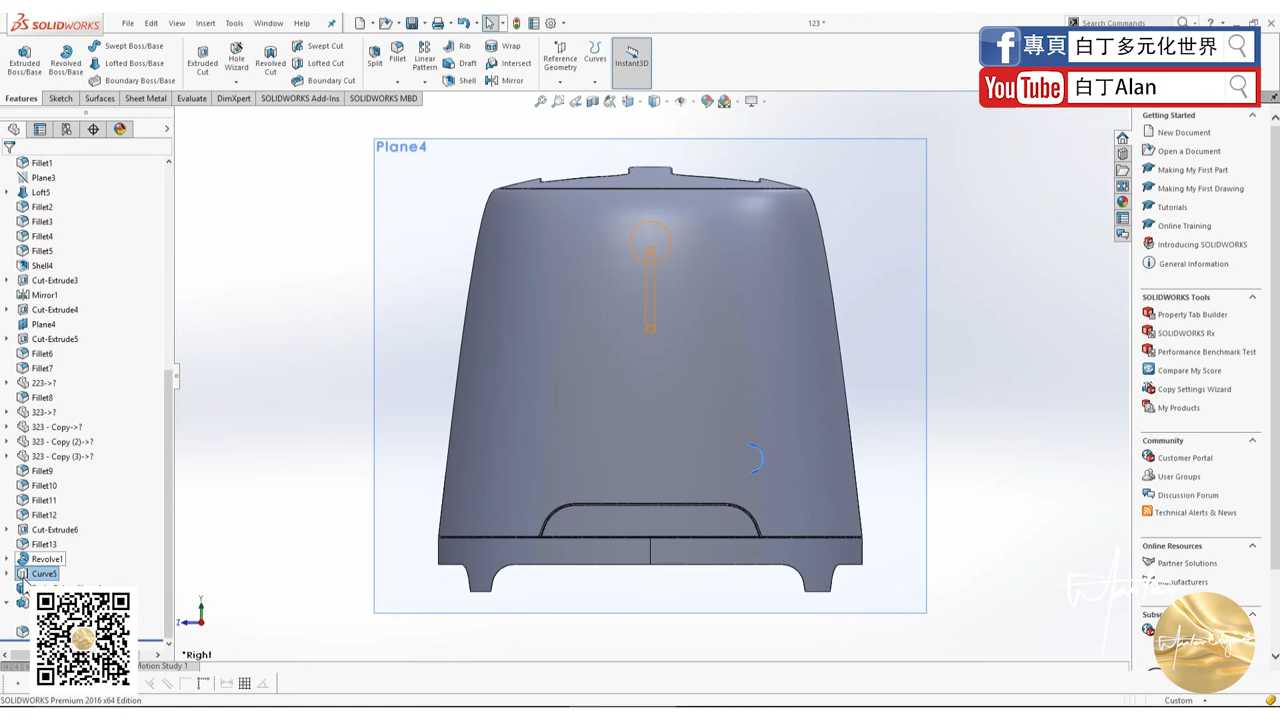 SOLIDWORKS
File Edit View Insert Tools Window Help
123 *
Search Commands
Extruded Boss/Base
Revolved Boss/Base
Swept Boss/Base
Lofted Boss/Base
Boundary Boss/Base
Extruded Cut
Hole Wizard
Revolved Cut
Swept Cut
Lofted Cut
Boundary Cut
Split
Fillet
Linear Pattern
Rib
Draft
Shell
Wrap
Intersect
Mirror
Reference Geometry
Curves
Instant3D
專頁 白丁多元化世界
YouTube 白丁Alan
Features Sketch Surfaces Sheet Metal Evaluate DimXpert SOLIDWORKS Add-Ins SOLIDWORKS MBD
Fillet1
Plane3
Loft5
Fillet2
Fillet3
Fillet4
Fillet5
Shell4
Cut-Extrude3
Mirror1
Cut-Extrude4
Plane4
Cut-Extrude5
Fillet6
Fillet7
223->?
Fillet8
323->?
323 - Copy->?
323 - Copy (2)->?
323 - Copy (3)->?
Fillet9
Fillet10
Fillet11
Fillet12
Cut-Extrude6
Fillet13
Revolve1
Curve5
Plane4
Y
Z
*Right
Getting Started
New Document
Open a Document
Making My First Part
Making My First Drawing
Tutorials
Online Training
Introducing SOLIDWORKS
General Information
SOLIDWORKS Tools
Property Tab Builder
SOLIDWORKS Rx
Performance Benchmark Test
Compare My Score
Copy Settings Wizard
My Products
Community
Customer Portal
User Groups
Discussion Forum
Technical Alerts & News
Online Resources
Partner Solutions
Manufacturers
Motion Study 1
SOLIDWORKS Premium 2016 x64 Edition
Custom